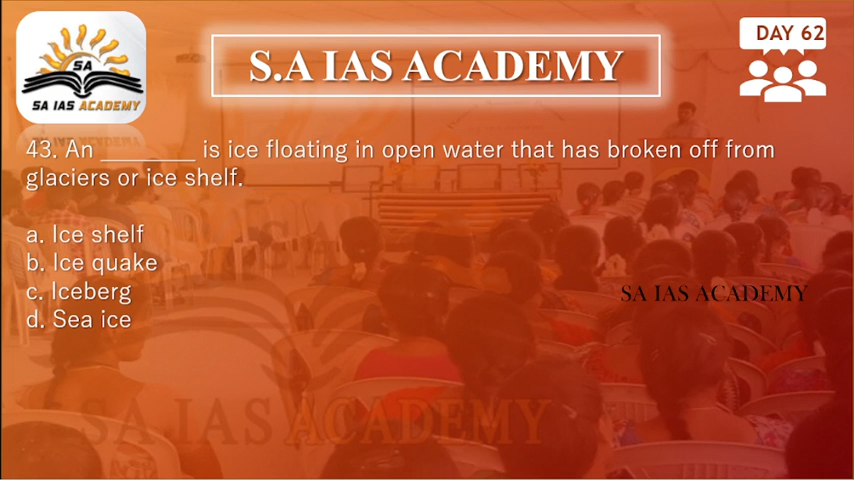 SA
SA IAS ACADEMY
S.A IAS ACADEMY
DAY 62
43. An _______ is ice floating in open water that has broken off from
glaciers or ice shelf.
a. Ice shelf
b. Ice quake
c. Iceberg
d. Sea ice
SA IAS ACADEMY
SA IAS ACADEMY